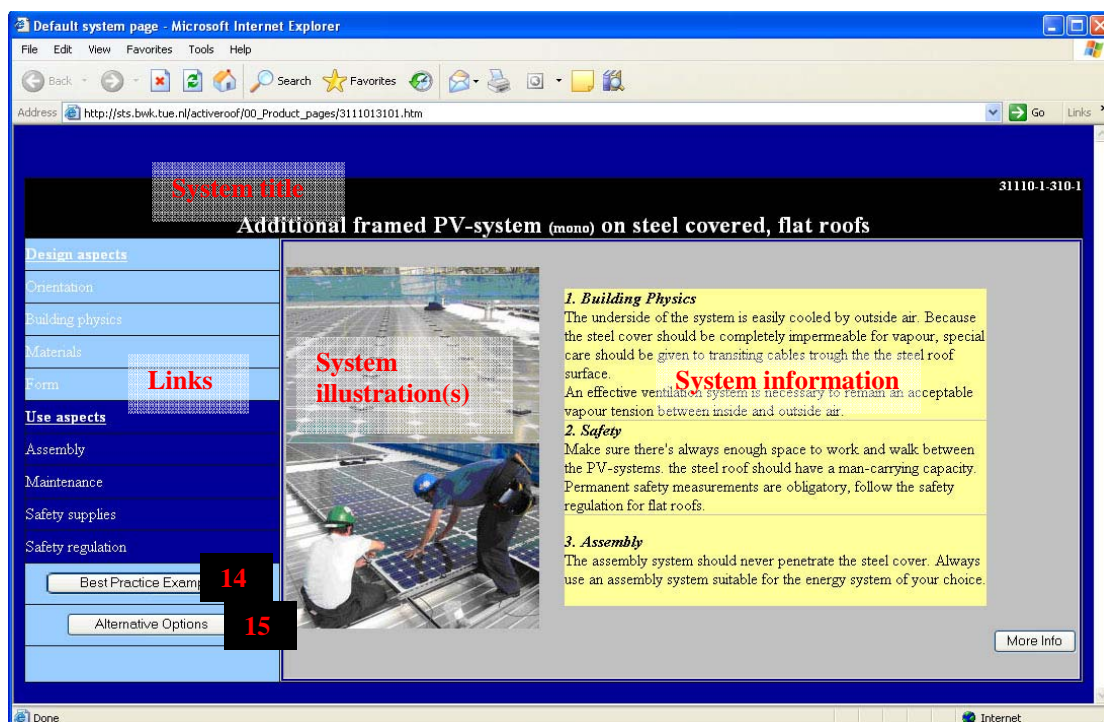 Default system page - Microsoft Internet Explorer
File Edit View Favorites Tools Help
Back Search Favorites
Address http://sts.bwk.tue.nl/activeroof/00_Product_pages/3111013101.htm Go Links
System title
31110-1-310-1
Additional framed PV-system (mono) on steel covered, flat roofs
Design aspects
Orientation
Building physics
Materials
Form
Links
Use aspects
Assembly
Maintenance
Safety supplies
Safety regulation
Best Practice Examp
14
Alternative Options
15
System
illustration(s)
1. Building Physics
The underside of the system is easily cooled by outside air. Because
the steel cover should be completely impermeable for vapour, special
care should be given to transiting cables trough the the steel roof
surface.
An effective ventilation system is necessary to remain an acceptable
vapour tension between inside and outside air.
System information
2. Safety
Make sure there's always enough space to work and walk between
the PV-systems. the steel roof should have a man-carrying capacity.
Permanent safety measurements are obligatory, follow the safety
regulation for flat roofs.
3. Assembly
The assembly system should never penetrate the steel cover. Always
use an assembly system suitable for the energy system of your choice.
More Info
Done
Internet